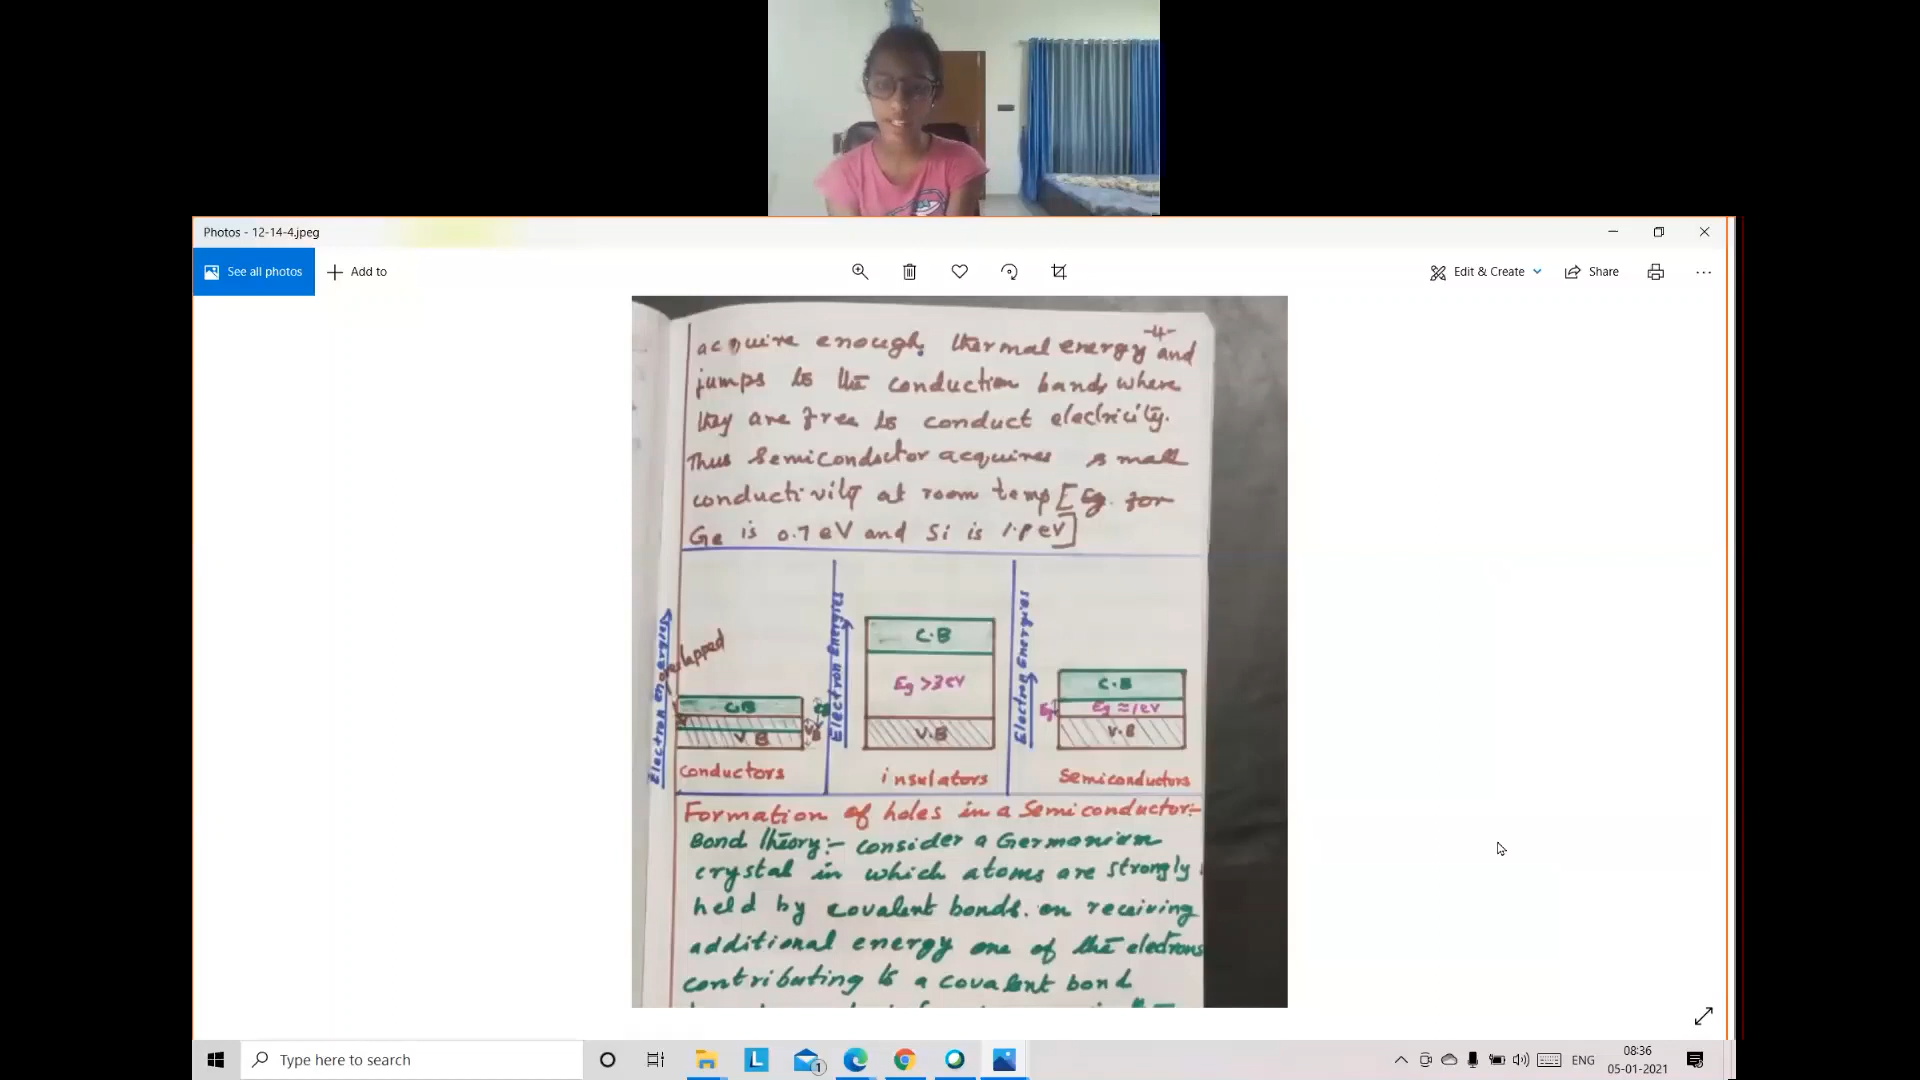 Photos - 12-14-4.jpeg
See all photos
Add to
Edit & Create
Share
-4-
acquire enough thermal energy and
jumps to the conduction band, where
they are free to conduct electricity.
Thus semiconductor acquires small
conductivity at room temp [Eg. for
Ge is 0.7 eV and Si is 1.1 eV]
Electron energies
overlapped
C.B
V.B
C.B
V.B
conductors
Electron Energies
C.B
Eg >3ev
V.B
insulators
Electron Energies
C.B
Eg
Eg ≈1ev
V.B
Semiconductors
Formation of holes in a Semiconductor:-
Bond theory:- consider a Germanium
crystal in which atoms are strongly
held by covalent bonds. on receiving
additional energy one of the electrons
contributing to a covalent bond
Type here to search
1
ENG
08:36
05-01-2021